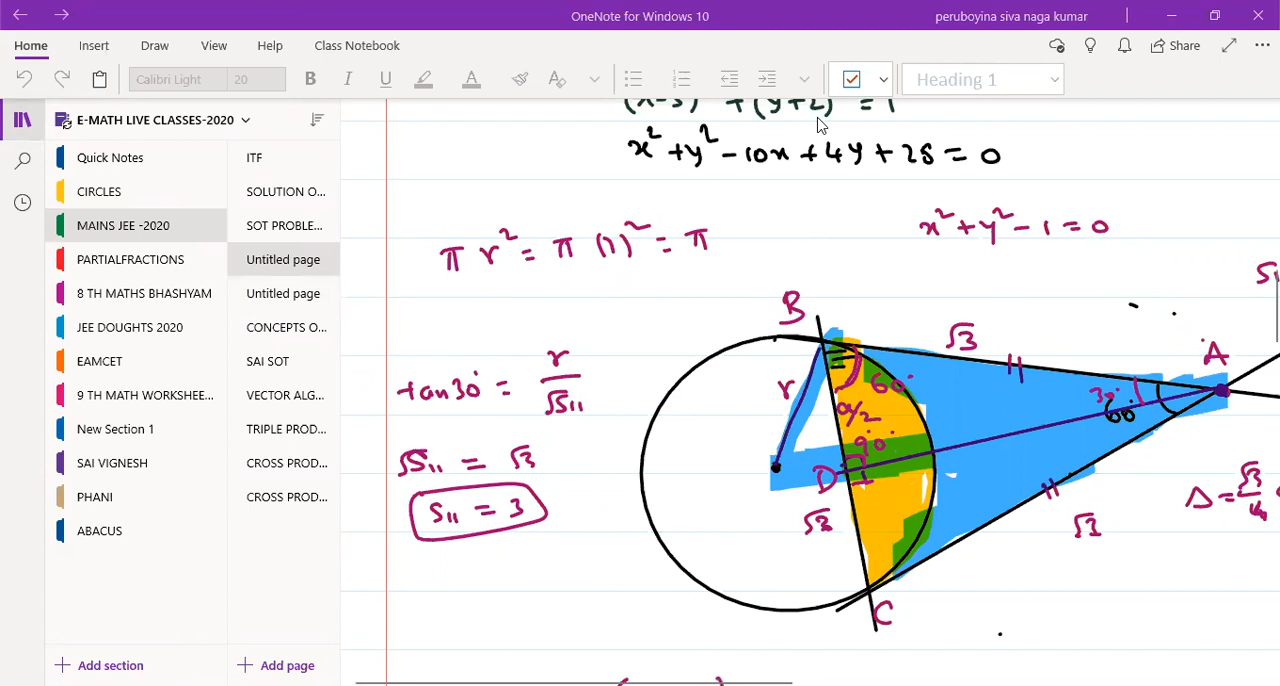 OneNote for Windows 10
peruboyina siva naga kumar
Home Insert Draw View Help Class Notebook
Share
Calibri Light 20 B I U A Heading 1
E-MATH LIVE CLASSES-2020
Quick Notes
CIRCLES
MAINS JEE -2020
PARTIALFRACTIONS
8 TH MATHS BHASHYAM
JEE DOUGHTS 2020
EAMCET
9 TH MATH WORKSHEE...
New Section 1
SAI VIGNESH
PHANI
ABACUS
Add section
ITF
SOLUTION O...
SOT PROBLE...
Untitled page
Untitled page
CONCEPTS O...
SAI SOT
VECTOR ALG...
TRIPLE PROD...
CROSS PROD...
CROSS PROD...
Add page
x² + y² - 10x + 4y + 28 = 0
π r² = π (1)² = π
x² + y² - 1 = 0
tan30° = r/√S₁₁
√S₁₁ = √3
S₁₁ = 3
B
√3
A
r
60°
α/2
30°
60°
90°
D
√3
√3
C